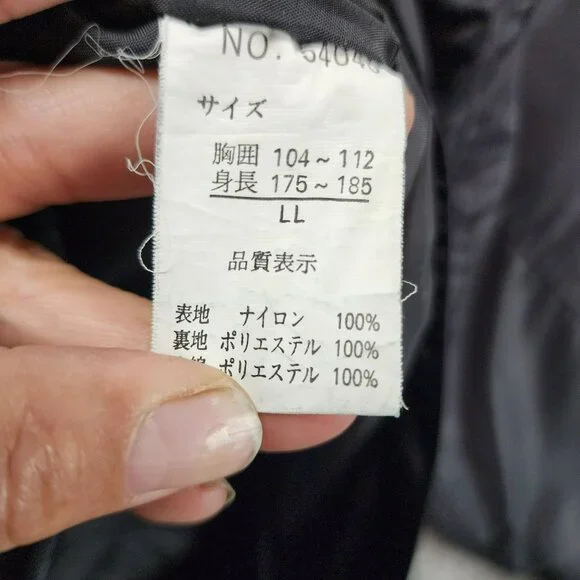 NO. 54046
サイズ
胸囲 104~112
身長 175~185
LL
品質表示
表地 ナイロン 100%
裏地 ポリエステル 100%
ポリエステル 100%